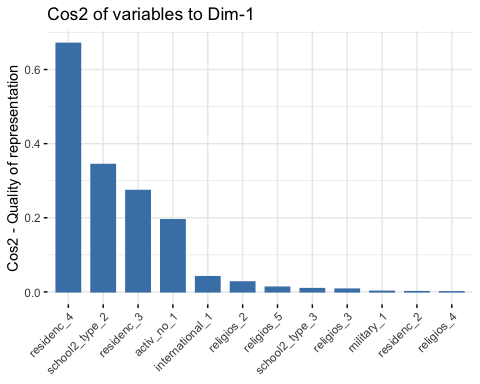 Cos2 of variables to Dim-1
Cos2 - Quality of representation
0.6
0.4
0.2
0.0
residenc_4
school2_type_2
residenc_3
activ_no_1
international_1
religios_2
religios_5
school2_type_3
religios_3
military_1
residenc_2
religios_4